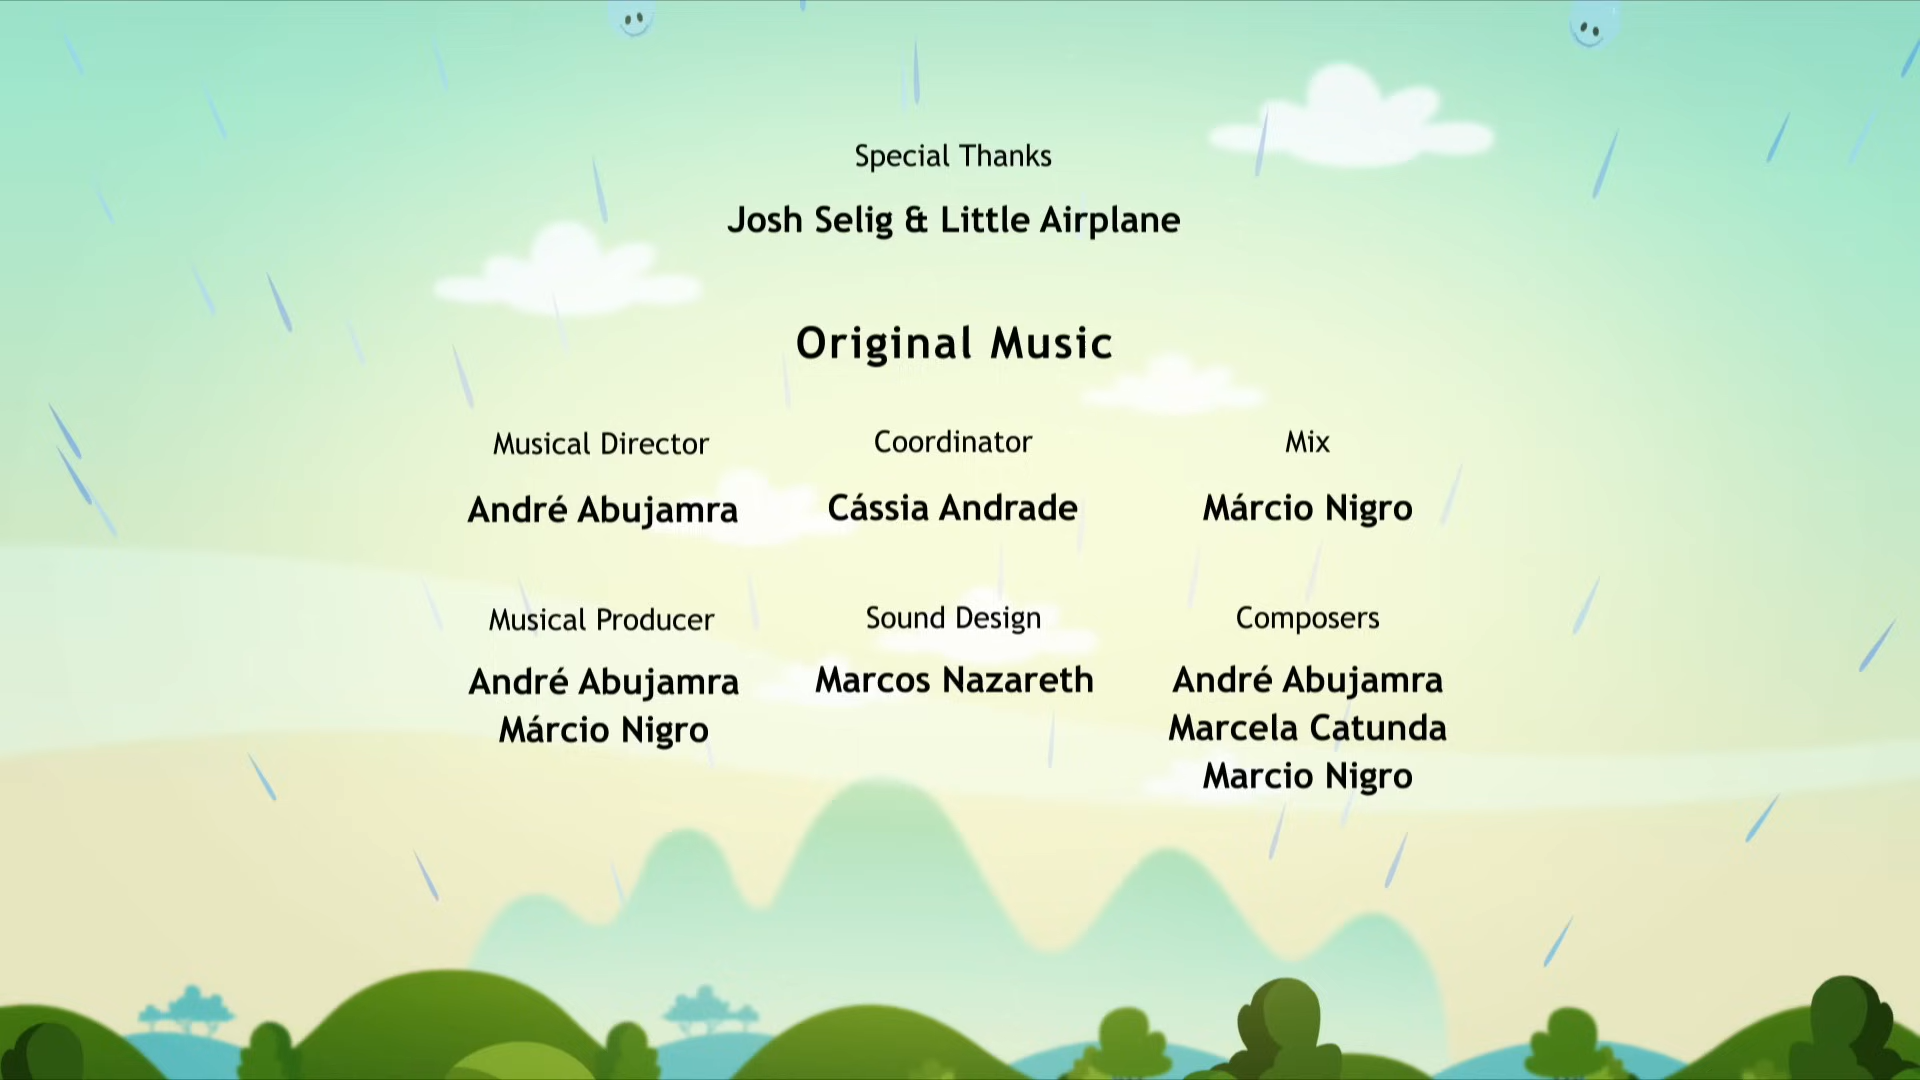 Special Thanks
Josh Selig & Little Airplane
Original Music
Musical Director
André Abujamra
Coordinator
Cássia Andrade
Mix
Márcio Nigro
Musical Producer
André Abujamra
Márcio Nigro
Sound Design
Marcos Nazareth
Composers
André Abujamra
Marcela Catunda
Marcio Nigro